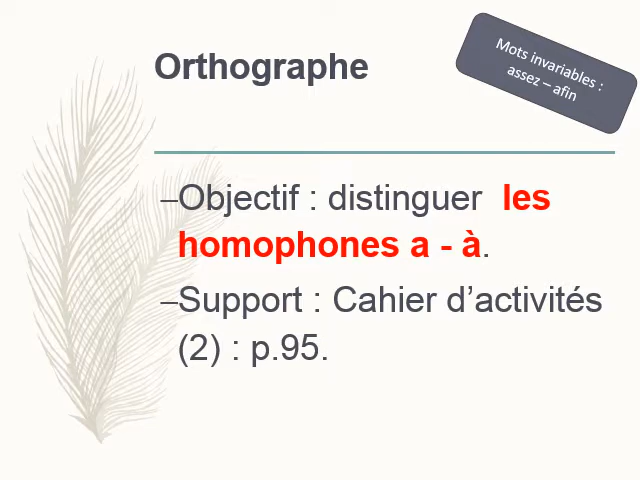 Orthographe
Mots invariables :
assez – afin
–Objectif : distinguer les
homophones a - à.
–Support : Cahier d’activités
(2) : p.95.